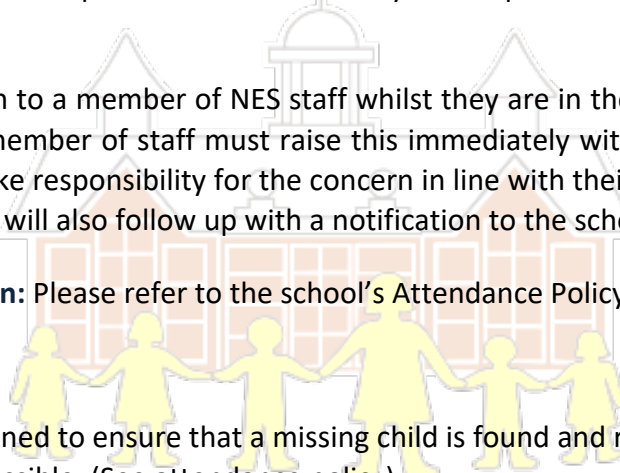 n to a member of NES staff whilst they are in the
member of staff must raise this immediately wit
ke responsibility for the concern in line with their
will also follow up with a notification to the scho
n: Please refer to the school's Attendance Policy
ned to ensure that a missing child is found and r
(See attendance policy)